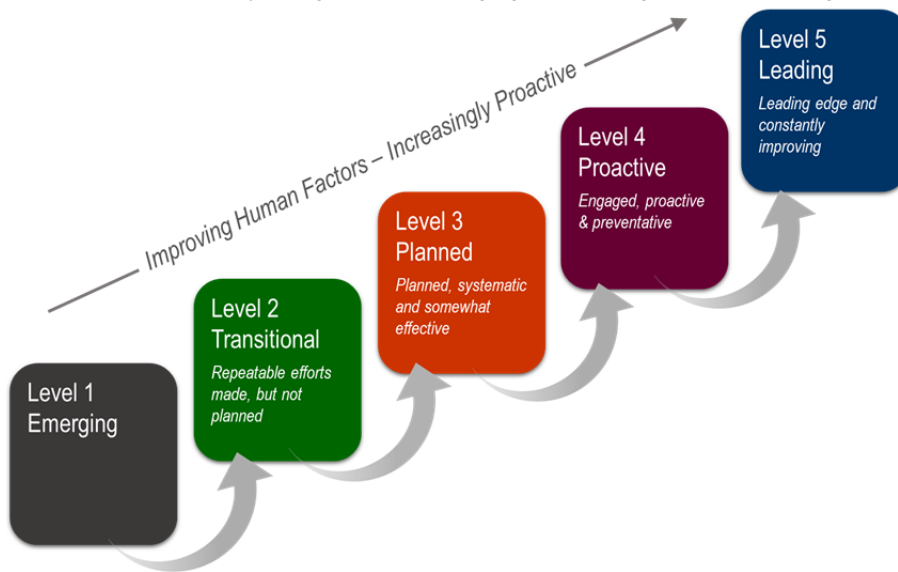 Level 5
Leading
Leading edge and
constantly
improving
Improving Human Factors – Increasingly Proactive
Level 4
Proactive
Engaged, proactive
& preventative
Level 3
Planned
Planned, systematic
and somewhat
effective
Level 2
Transitional
Repeatable efforts
made, but not
planned
Level 1
Emerging